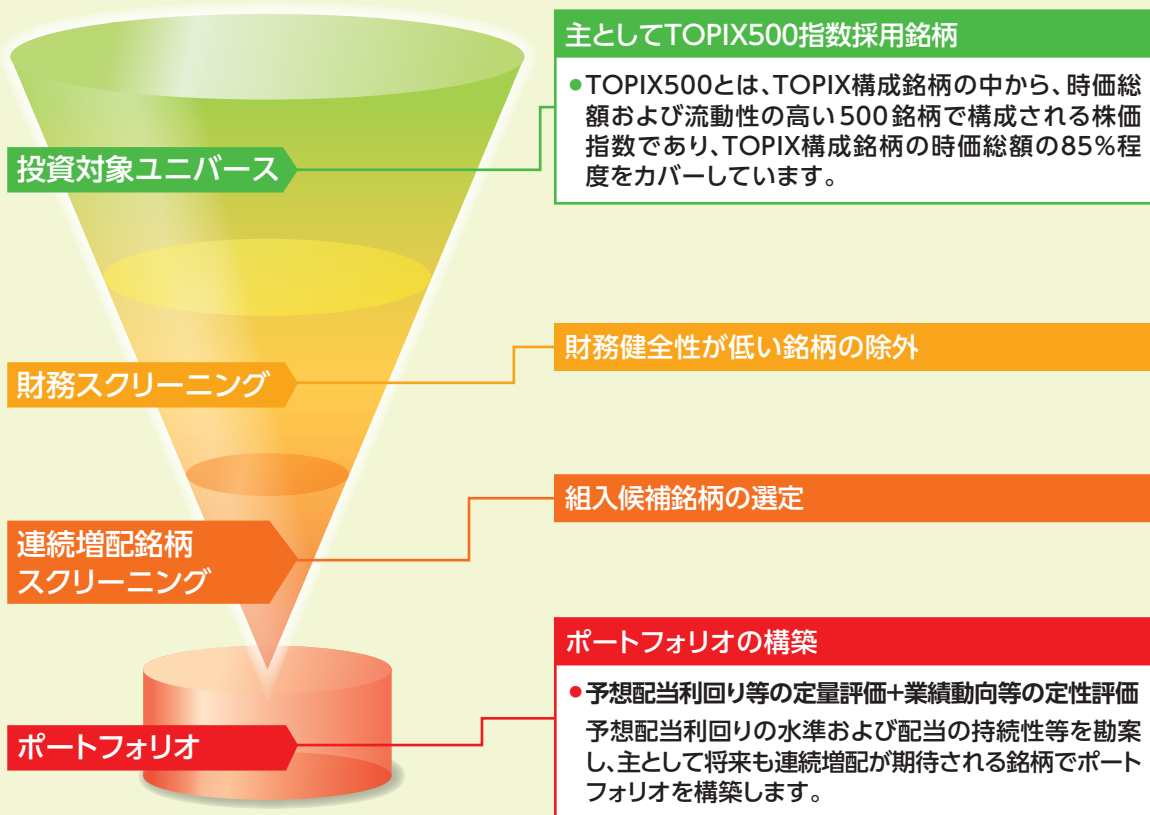 主としてTOPIX500指数採用銘柄
●TOPIX500とは、TOPIX構成銘柄の中から、時価総
額および流動性の高い500銘柄で構成される株価
指数であり、TOPIX構成銘柄の時価総額の85%程
度をカバーしています。
投資対象ユニバース
財務健全性が低い銘柄の除外
財務スクリーニング
組入候補銘柄の選定
連続増配銘柄
スクリーニング
ポートフォリオの構築
●予想配当利回り等の定量評価+業績動向等の定性評価
予想配当利回りの水準および配当の持続性等を勘案
し、主として将来も連続増配が期待される銘柄でポート
フォリオを構築します。
ポートフォリオ